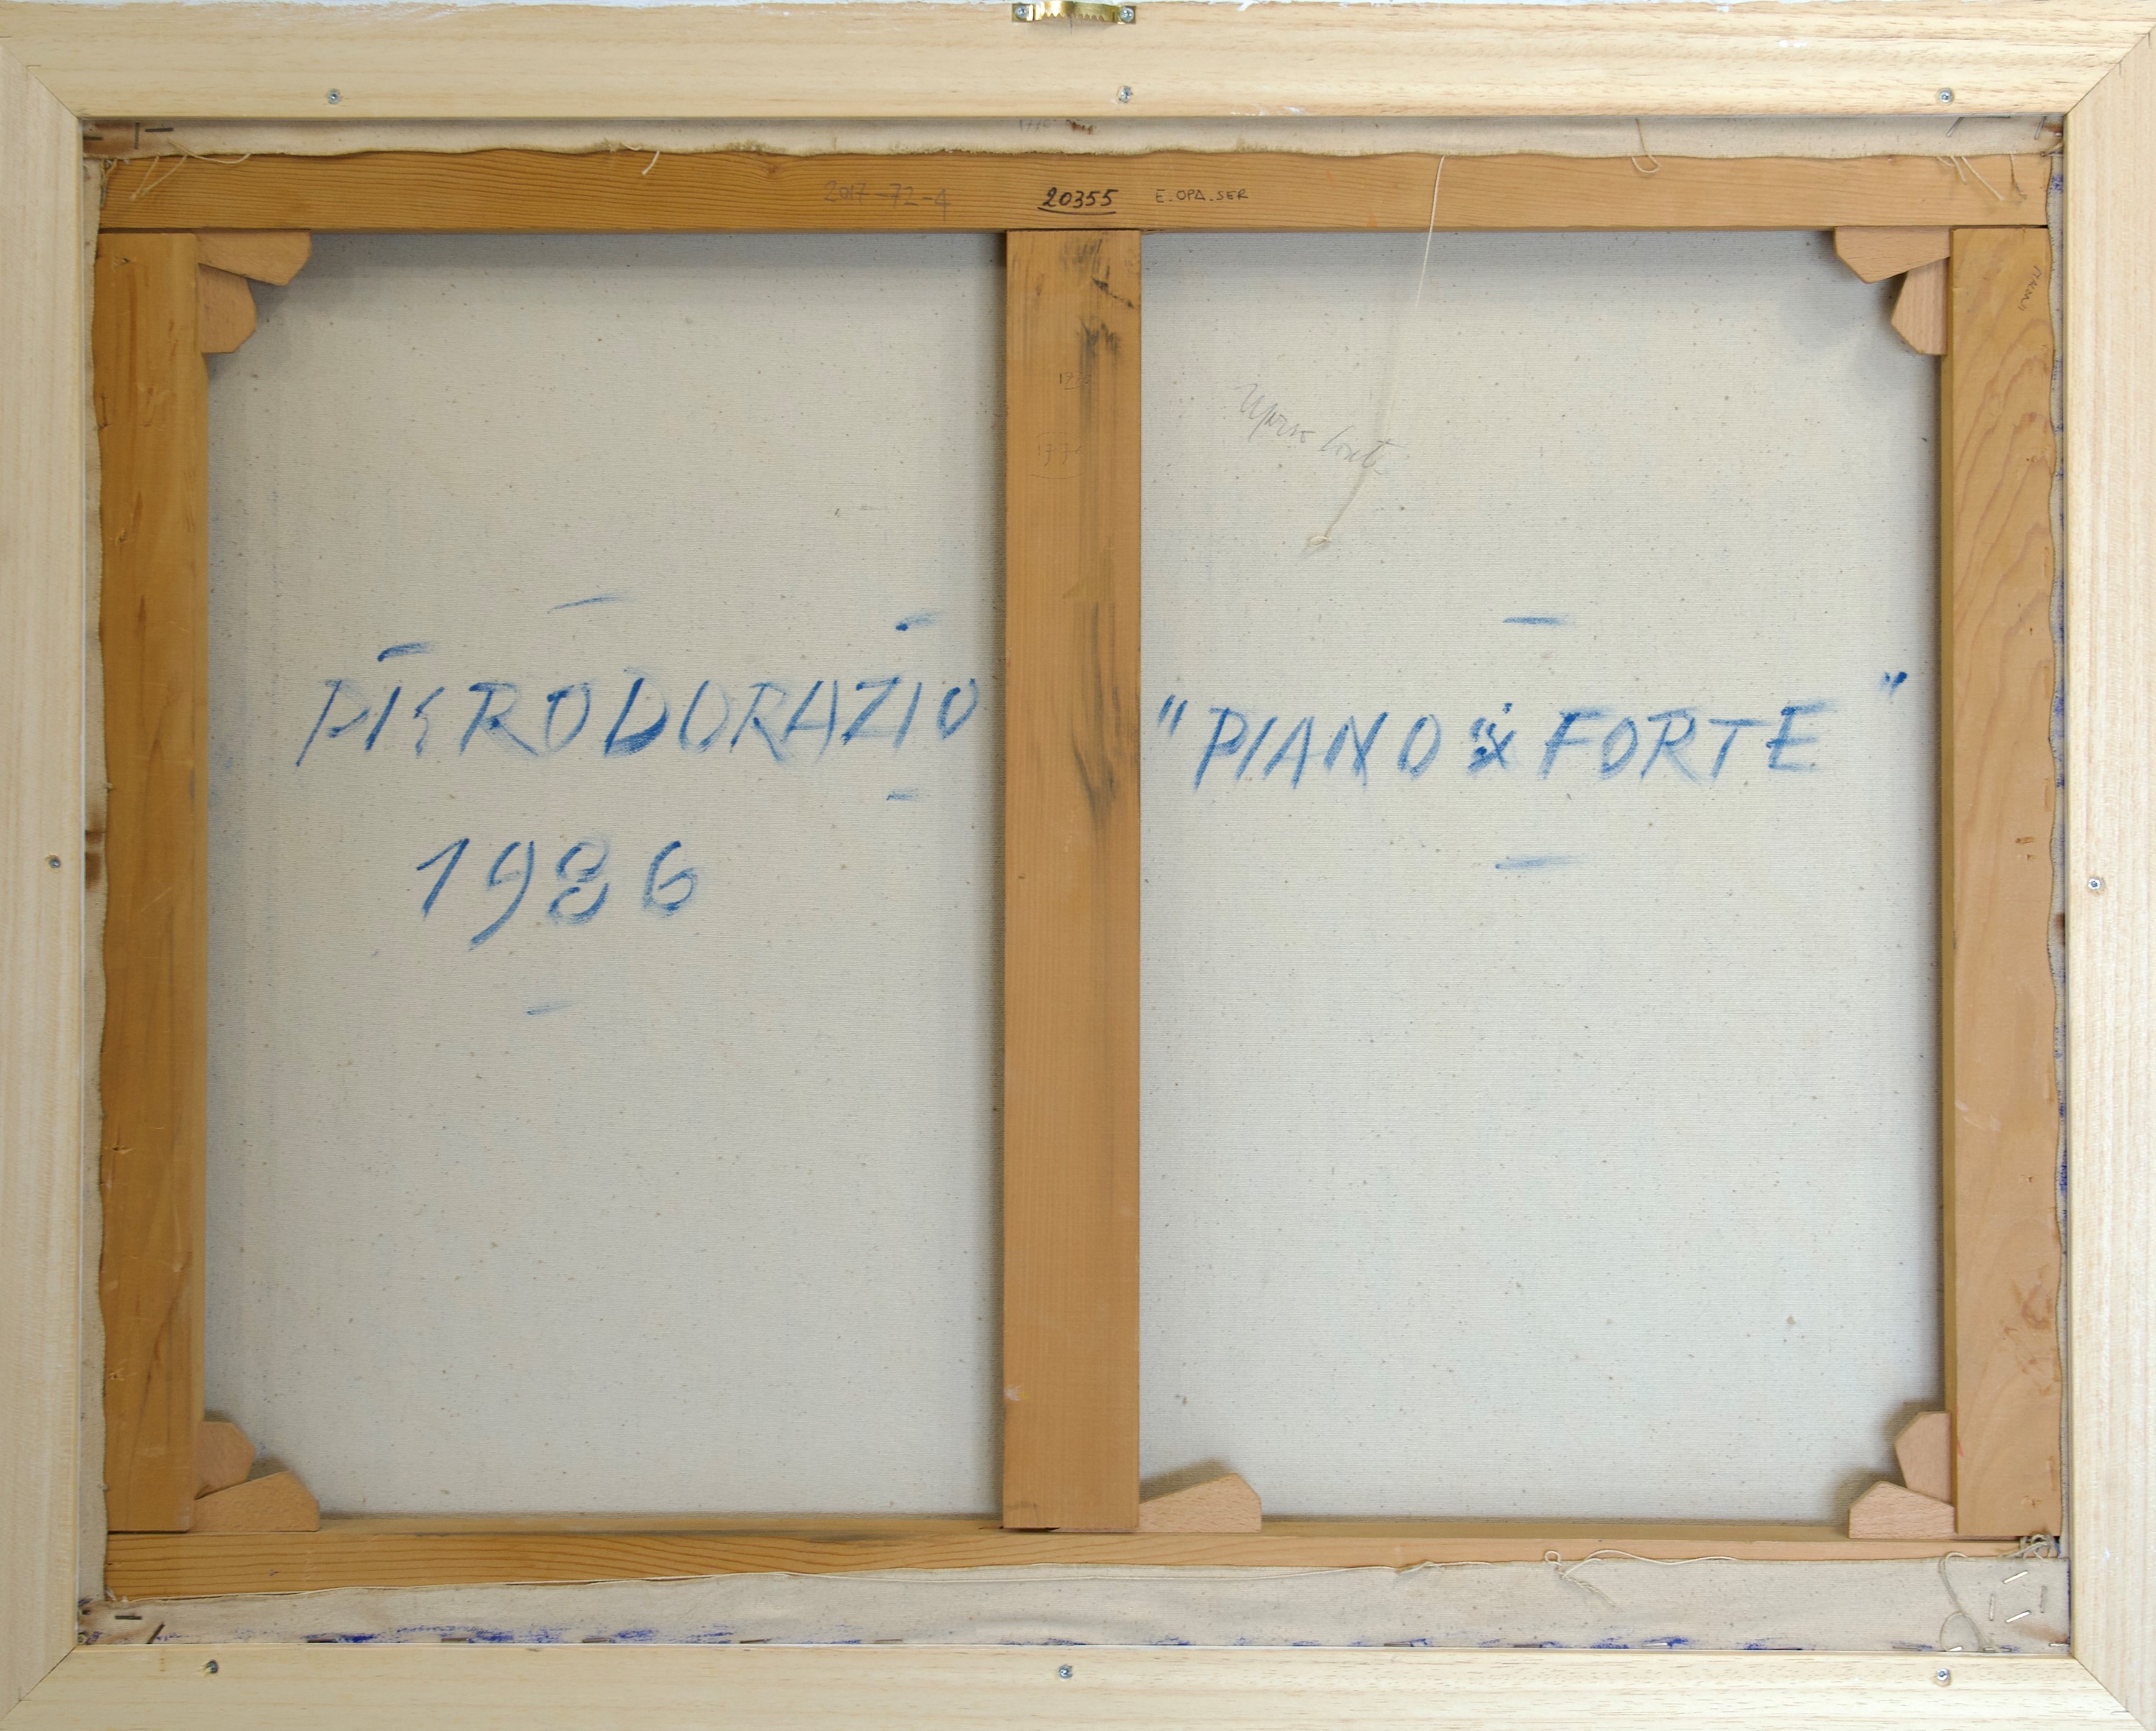 2017-72-4 20355 E.OPA.SER
PIERO DORAZIO
1986
"PIANO & FORTE"